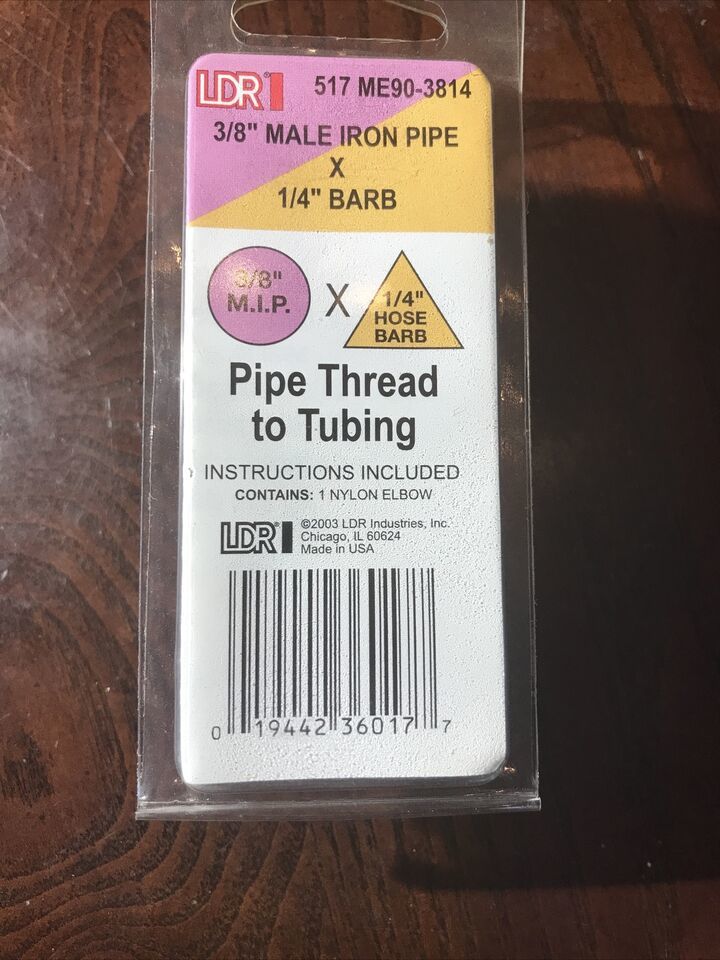 LDR® 517 ME90-3814
3/8" MALE IRON PIPE
X
1/4" BARB
3/8"
M.I.P.
X
1/4"
HOSE
BARB
Pipe Thread
to Tubing
INSTRUCTIONS INCLUDED
CONTAINS: 1 NYLON ELBOW
LDR®
©2003 LDR Industries, Inc.
Chicago, IL 60624
Made in USA
0 19442 36017 7